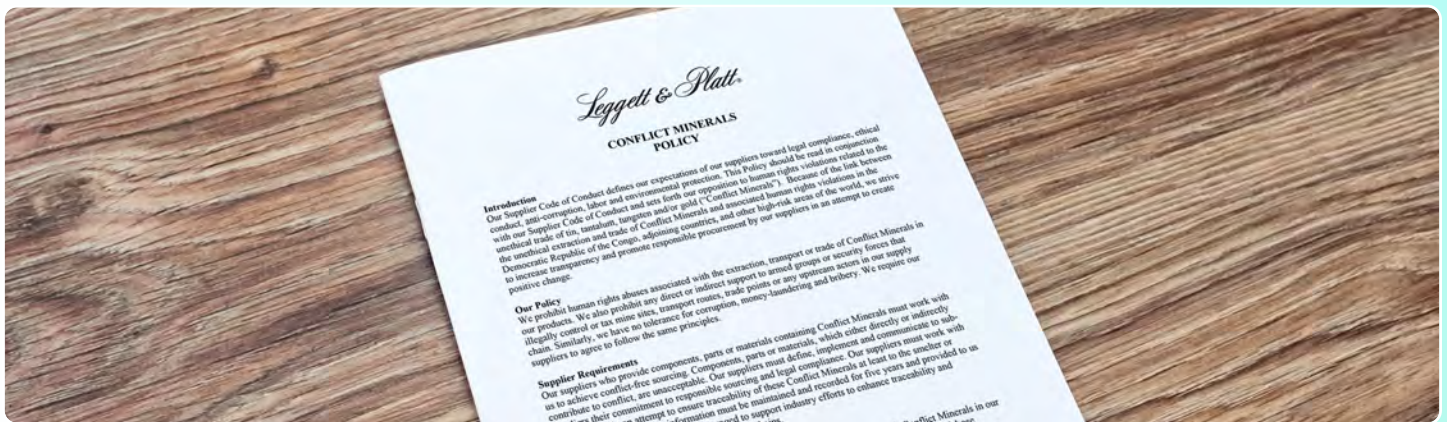 Leggett & Platt.
CONFLICT MINERALS
POLICY
Introduction
Our Supplier Code of Conduct defines our expectations of our suppliers toward legal compliance, ethical
conduct, anti-corruption, labor and environmental protection. This Policy should be read in conjunction
with our Supplier Code of Conduct and sets forth our opposition to human rights violations related to the
unethical trade of tin, tantalum, tungsten and/or gold (“Conflict Minerals”). Because of the link between
the unethical extraction and trade of Conflict Minerals and associated human rights violations in the
Democratic Republic of the Congo, adjoining countries, and other high-risk areas of the world, we strive
to increase transparency and promote responsible procurement by our suppliers in an attempt to create
positive change.
Our Policy
We prohibit human rights abuses associated with the extraction, transport or trade of Conflict Minerals in
our products. We also prohibit any direct or indirect support to armed groups or security forces that
illegally control or tax mine sites, transport routes, trade points or any upstream actors in our supply
chain. Similarly, we have no tolerance for corruption, money-laundering and bribery. We require our
suppliers to agree to follow the same principles.
Supplier Requirements
Our suppliers who provide components, parts or materials containing Conflict Minerals must work with
us to achieve conflict-free sourcing. Components, parts or materials, which either directly or indirectly
contribute to conflict, are unacceptable. Our suppliers must define, implement and communicate to sub-
their commitment to responsible sourcing and legal compliance. Our suppliers must work with
attempt to ensure traceability of these Conflict Minerals at least to the smelter or
information must be maintained and recorded for five years and provided to us
to support industry efforts to enhance traceability and
Conflict Minerals in our